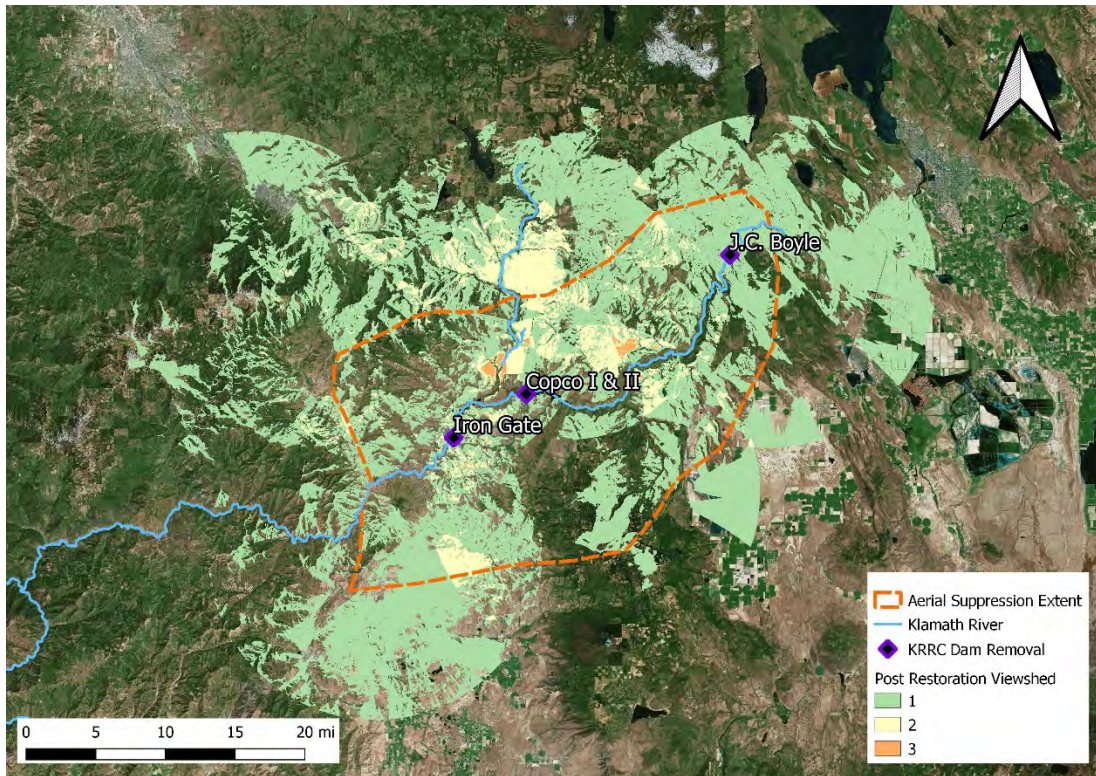 J.C. Boyle
Copco I & II
Iron Gate
Aerial Suppression Extent
Klamath River
KRRC Dam Removal
Post Restoration Viewshed
1
2
3
0 5 10 15 20 mi